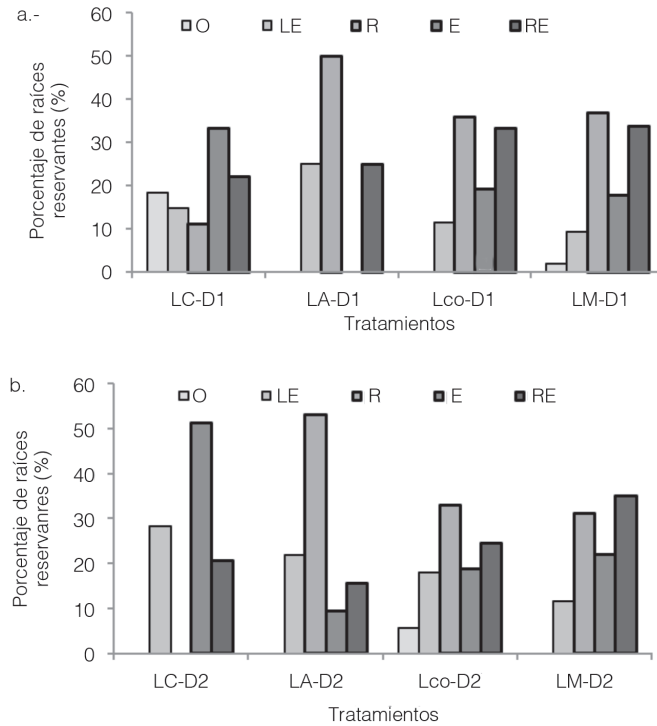 a.-
O LE R E RE
Porcentaje de raíces
reservantes (%)
60
50
40
30
20
10
0
LC-D1 LA-D1 Lco-D1 LM-D1
Tratamientos
b.
O LE R E RE
Porcentaje de raíces
reservanres (%)
60
50
40
30
20
10
0
LC-D2 LA-D2 Lco-D2 LM-D2
Tratamientos